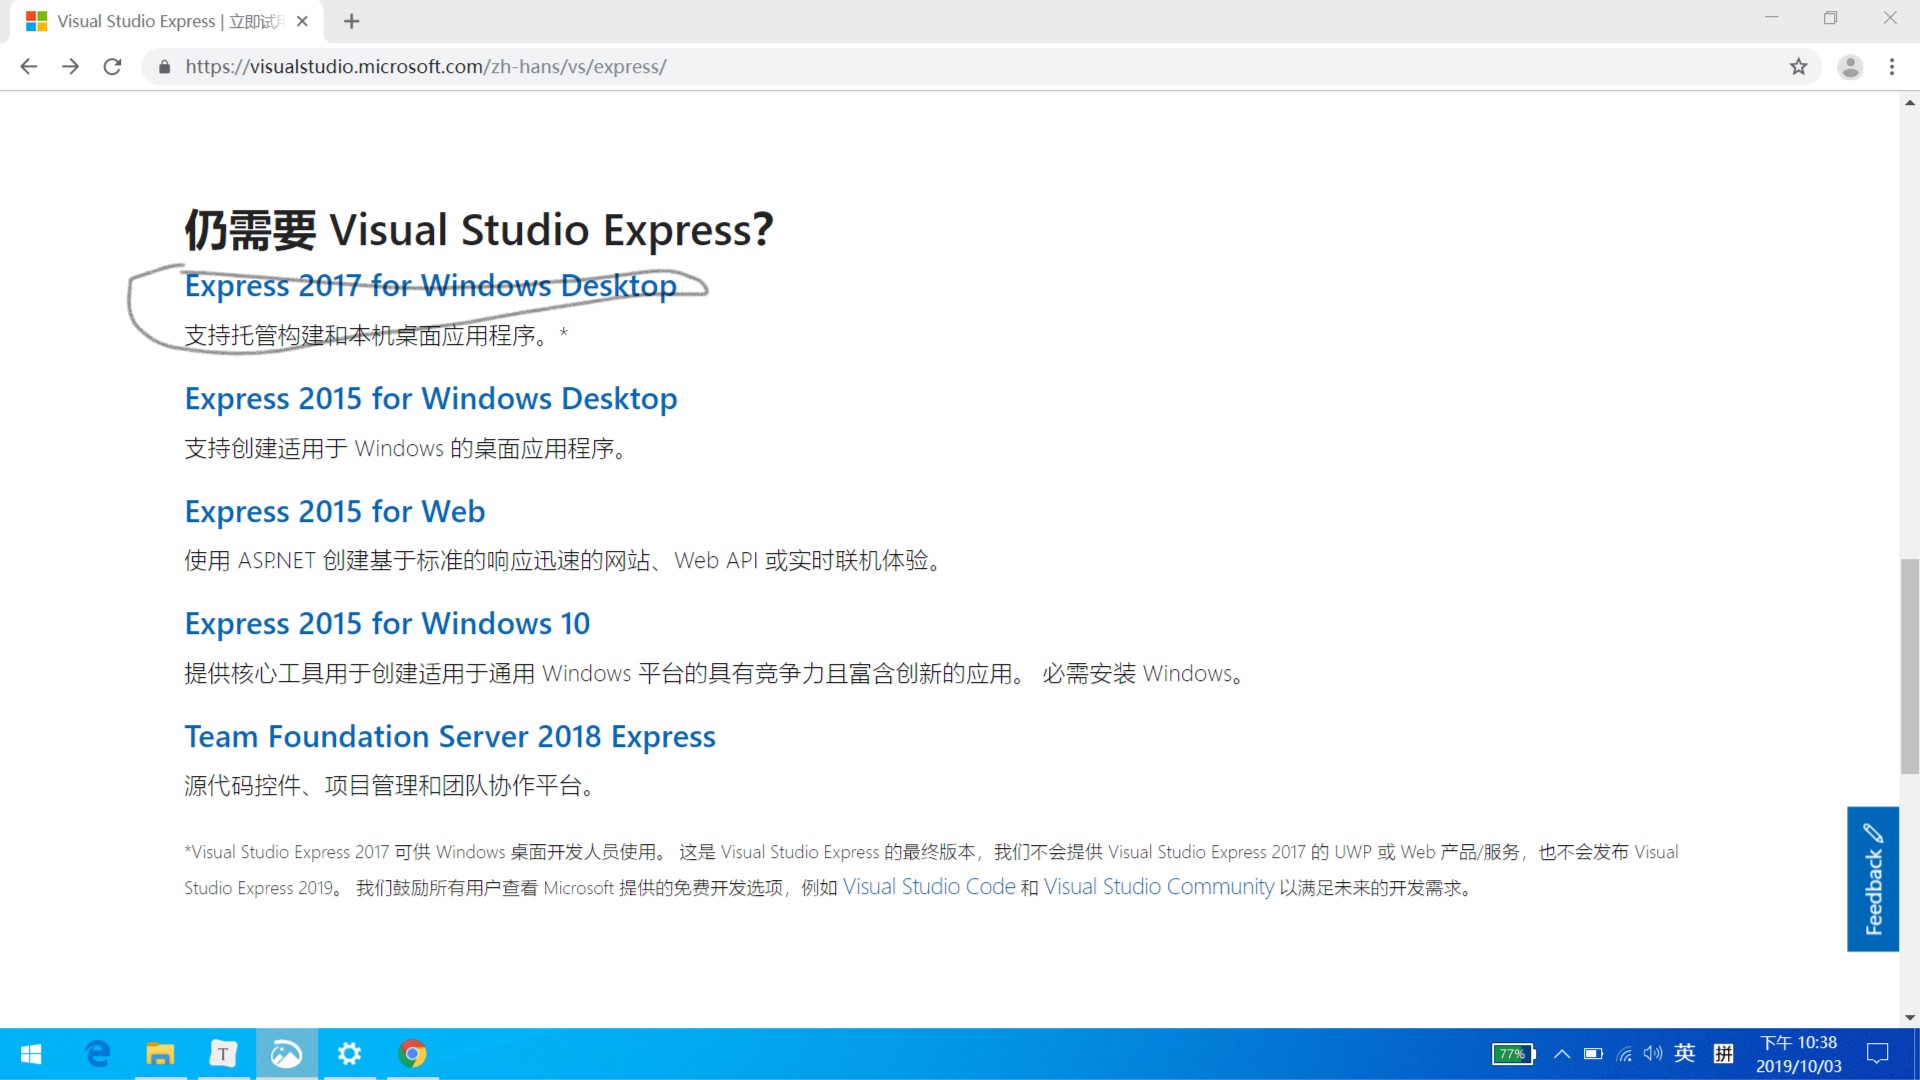 Visual Studio Express | 立即试用
https://visualstudio.microsoft.com/zh-hans/vs/express/
仍需要 Visual Studio Express?
Express 2017 for Windows Desktop
支持托管构建和本机桌面应用程序。*
Express 2015 for Windows Desktop
支持创建适用于 Windows 的桌面应用程序。
Express 2015 for Web
使用 ASP.NET 创建基于标准的响应迅速的网站、Web API 或实时联机体验。
Express 2015 for Windows 10
提供核心工具用于创建适用于通用 Windows 平台的具有竞争力且富含创新的应用。 必需安装 Windows。
Team Foundation Server 2018 Express
源代码控件、项目管理和团队协作平台。
*Visual Studio Express 2017 可供 Windows 桌面开发人员使用。 这是 Visual Studio Express 的最终版本，我们不会提供 Visual Studio Express 2017 的 UWP 或 Web 产品/服务，也不会发布 Visual
Studio Express 2019。 我们鼓励所有用户查看 Microsoft 提供的免费开发选项，例如 Visual Studio Code 和 Visual Studio Community 以满足未来的开发需求。
Feedback
T
77%
英
拼
下午 10:38
2019/10/03